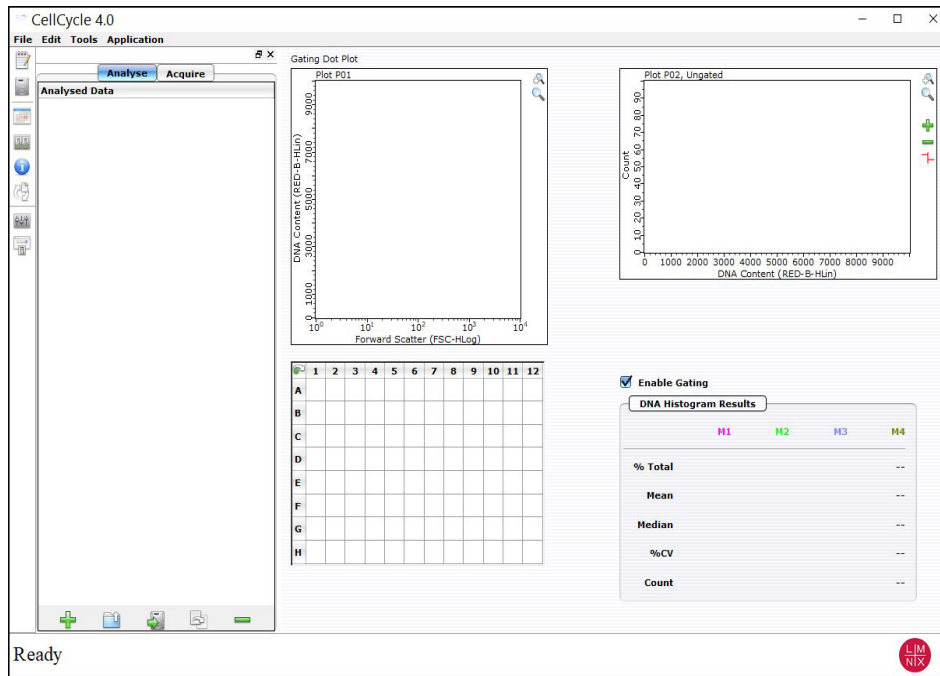 CellCycle 4.0
File Edit Tools Application
Analyse Acquire
Analysed Data
Gating Dot Plot
Plot P01
DNA Content (RED-B-HLin)
9000
7000
5000
3000
1000
0
10⁰ 10¹ 10² 10³ 10⁴
Forward Scatter (FSC-HLog)
Plot P02, Ungated
Count
90
80
70
60
50
40
30
20
10
0
0 1000 2000 3000 4000 5000 6000 7000 8000 9000
DNA Content (RED-B-HLin)
1 2 3 4 5 6 7 8 9 10 11 12
A
B
C
D
E
F
G
H
Enable Gating
DNA Histogram Results
M1 M2 M3 M4
% Total --
Mean --
Median --
%CV --
Count --
Ready
LM
NX